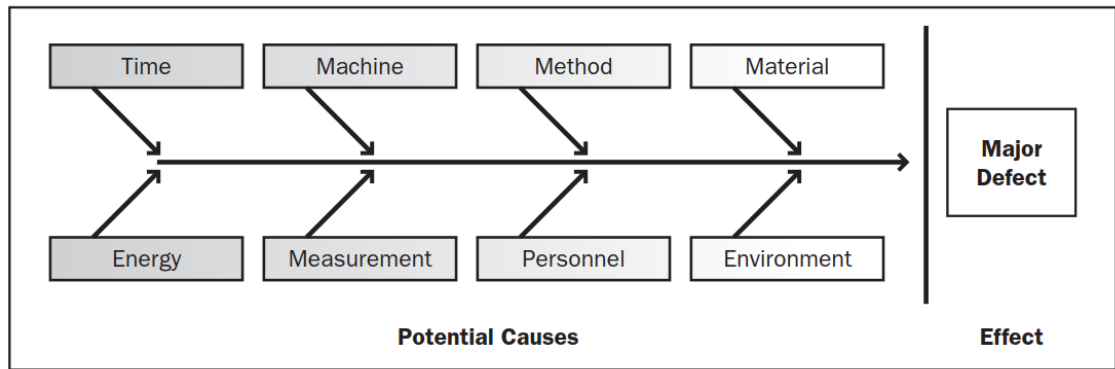 Time
Machine
Method
Material
Major
Defect
Energy
Measurement
Personnel
Environment
Potential Causes
Effect